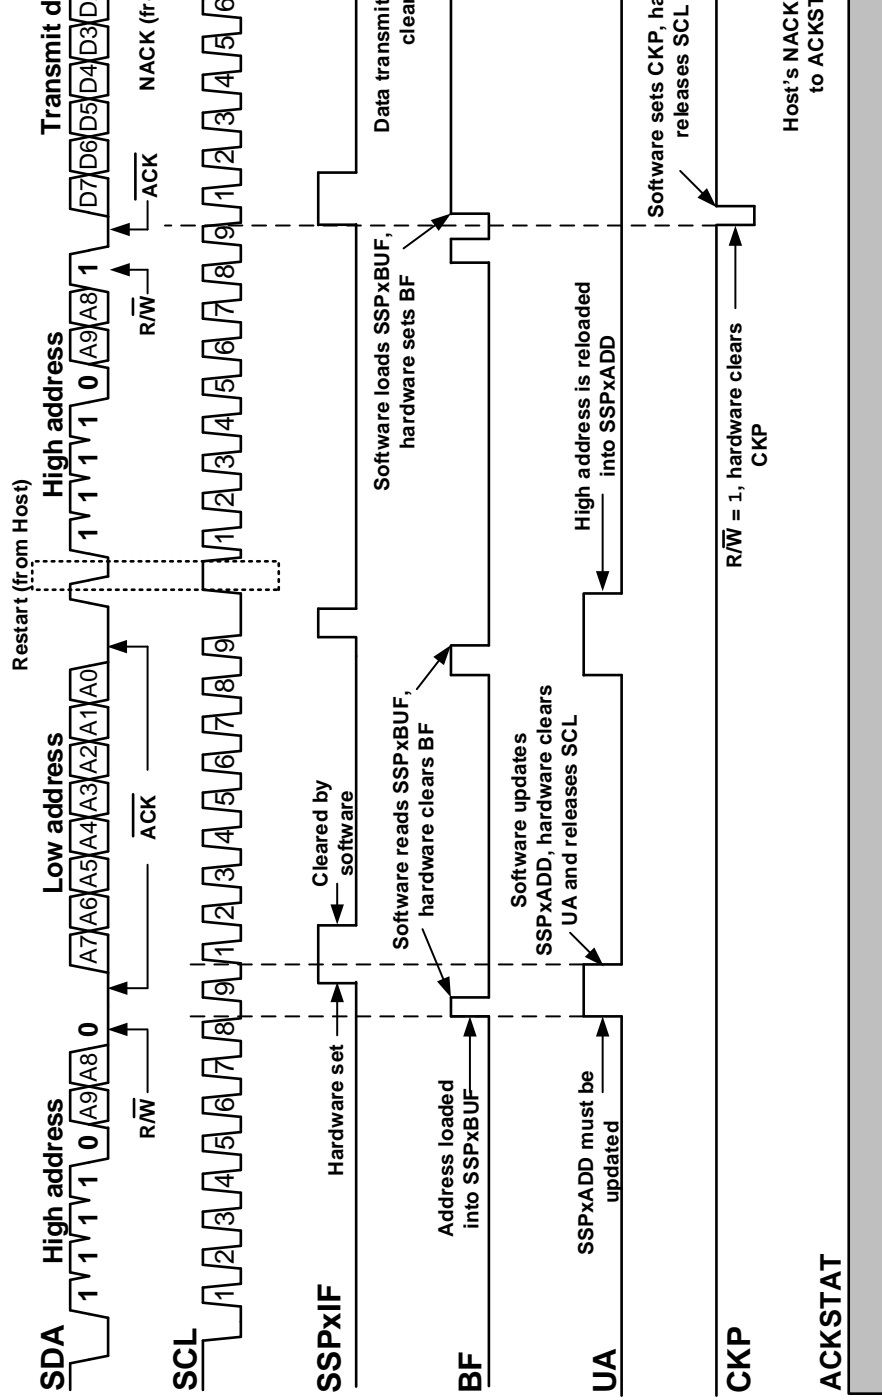 Restart (from Host)
High address
Low address
High address
Transmit d
SDA
1 1 1 1 0 A9 A8 0
A7 A6 A5 A4 A3 A2 A1 A0
1 1 1 1 0 A9 A8 1
D7 D6 D5 D4 D3 D
R/W
ACK
R/W
ACK
NACK (fr
SCL
1 2 3 4 5 6 7 8 9
1 2 3 4 5 6 7 8 9
1 2 3 4 5 6 7 8 9
1 2 3 4 5 6
SSPxIF
Hardware set
Cleared by
software
Software loads SSPxBUF,
hardware sets BF
Data transmit
clear
BF
Address loaded
into SSPxBUF
Software reads SSPxBUF,
hardware clears BF
UA
SSPxADD must be
updated
Software updates
SSPxADD, hardware clears
UA and releases SCL
High address is reloaded
into SSPxADD
Software sets CKP, ha
releases SCL
CKP
R/W = 1, hardware clears
CKP
Host's NACK
to ACKST
ACKSTAT